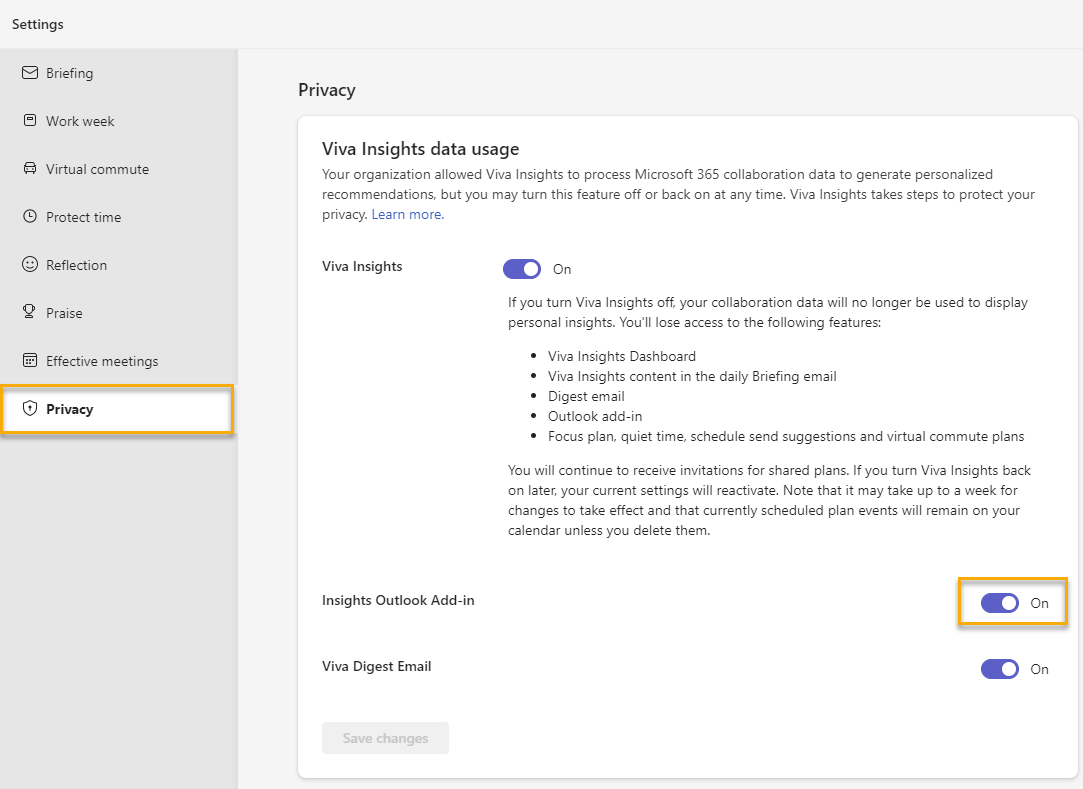 Settings
Briefing
Work week
Virtual commute
Protect time
Reflection
Praise
Effective meetings
Privacy
Privacy
Viva Insights data usage
Your organization allowed Viva Insights to process Microsoft 365 collaboration data to generate personalized
recommendations, but you may turn this feature off or back on at any time. Viva Insights takes steps to protect your
privacy. Learn more.
Viva Insights
On
If you turn Viva Insights off, your collaboration data will no longer be used to display
personal insights. You'll lose access to the following features:
• Viva Insights Dashboard
• Viva Insights content in the daily Briefing email
• Digest email
• Outlook add-in
• Focus plan, quiet time, schedule send suggestions and virtual commute plans
You will continue to receive invitations for shared plans. If you turn Viva Insights back
on later, your current settings will reactivate. Note that it may take up to a week for
changes to take effect and that currently scheduled plan events will remain on your
calendar unless you delete them.
Insights Outlook Add-in
On
Viva Digest Email
On
Save changes